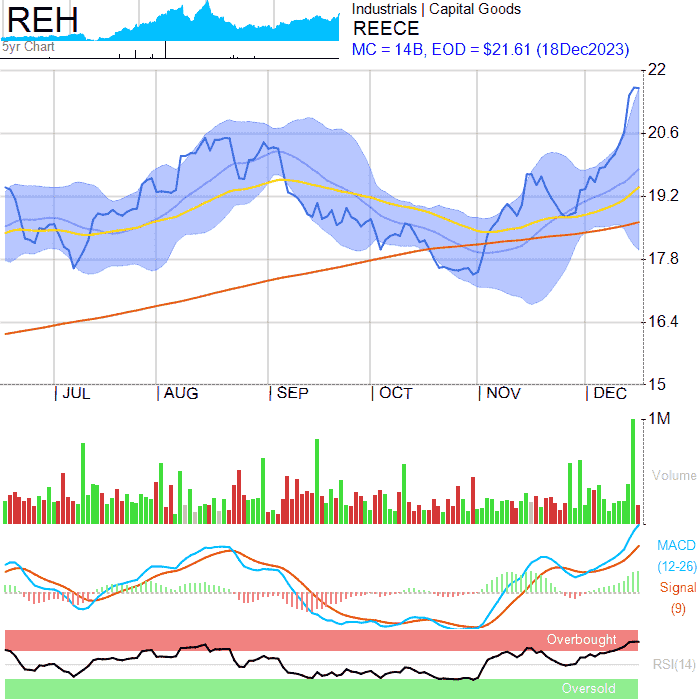 REH
5yr Chart
Industrials | Capital Goods
REECE
MC = 14B, EOD = $21.61 (18Dec2023)
22
20.6
19.2
17.8
16.4
15
JUL AUG SEP OCT NOV DEC
1M
Volume
MACD
(12-26)
Signal
(9)
Overbought
RSI(14)
Oversold